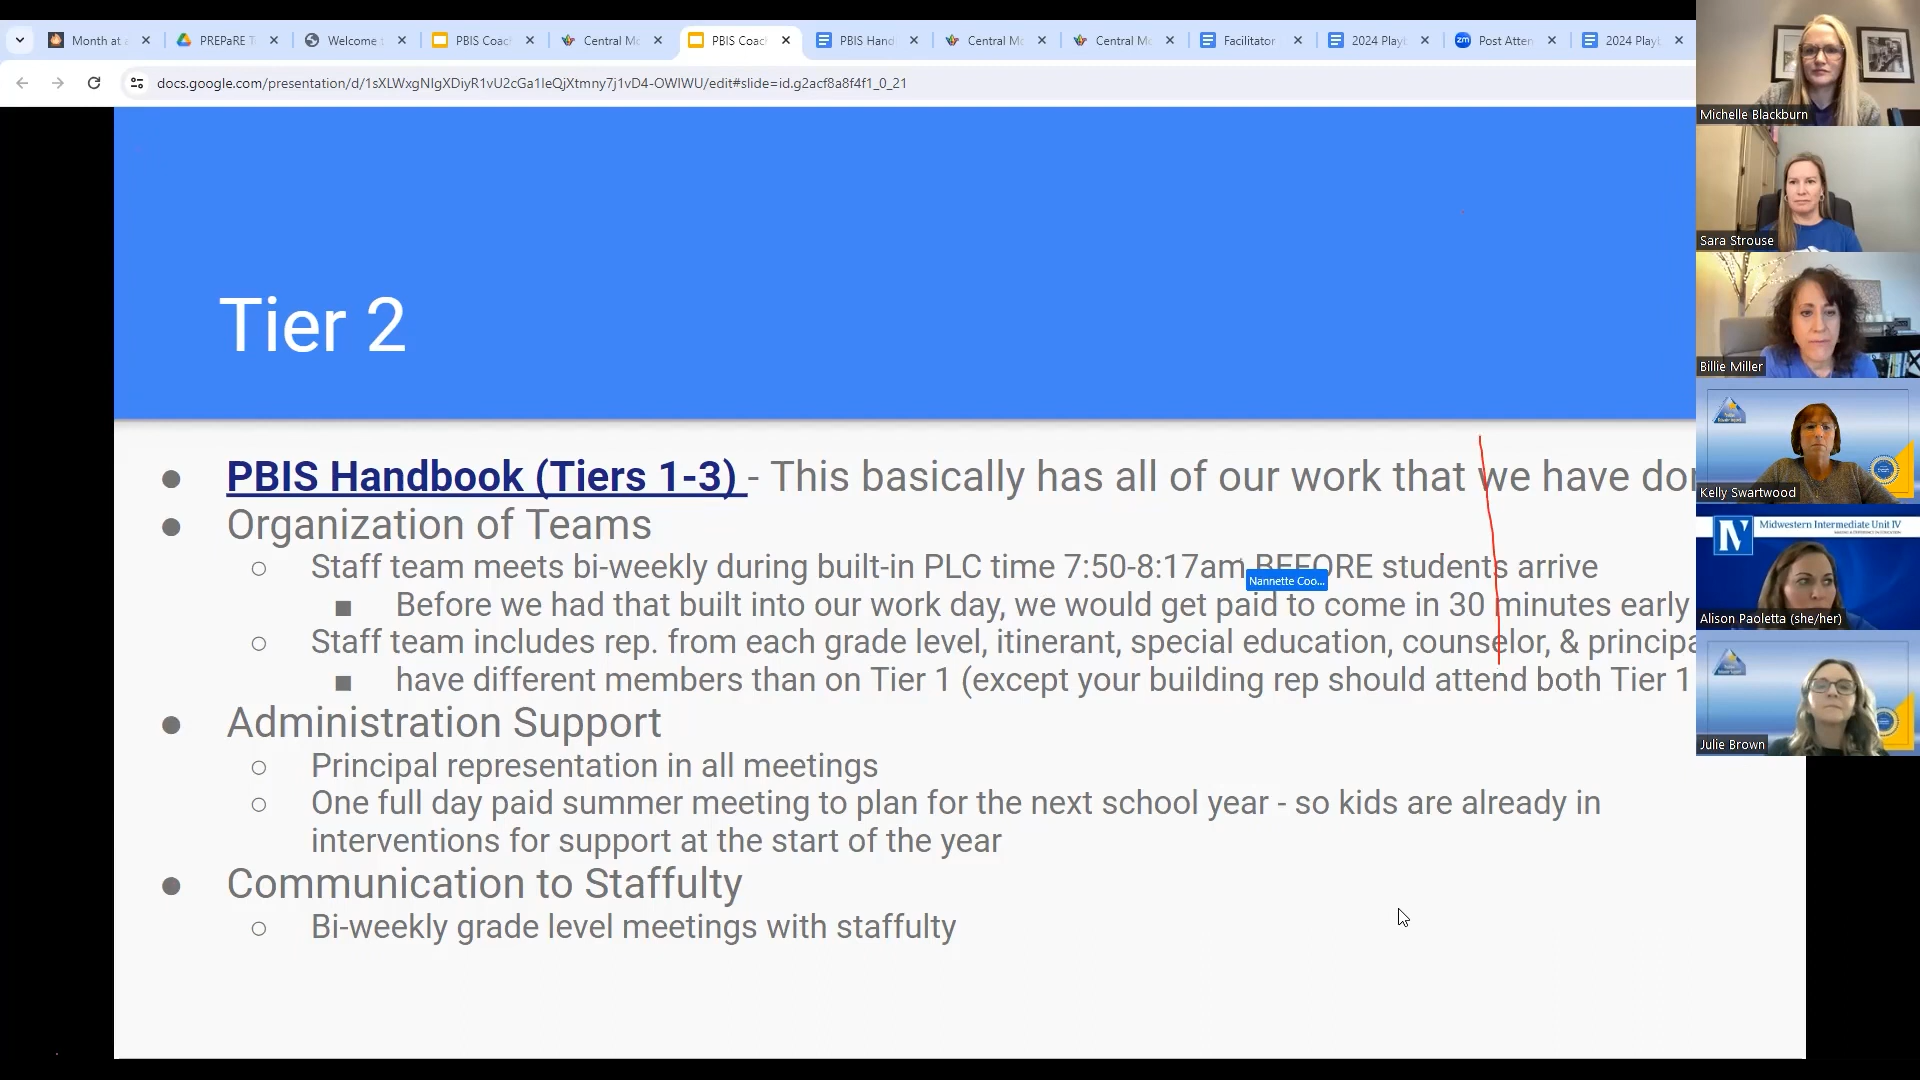 Month at a
PREPaRE T
Welcome t
PBIS Coac
Central Mo
PBIS Coac
PBIS Hand
Central Mo
Central Mo
Facilitator
2024 Playb
Post Atten
2024 Playb
docs.google.com/presentation/d/1sXLWxgNIgXDiyR1vU2cGa1IeQjXtmny7j1vD4-OWIWU/edit#slide=id.g2acf8a8f4f1_0_21
Tier 2
PBIS Handbook (Tiers 1-3) - This basically has all of our work that we have don
Organization of Teams
Staff team meets bi-weekly during built-in PLC time 7:50-8:17am BEFORE students arrive
Nannette Coo...
Before we had that built into our work day, we would get paid to come in 30 minutes early
Staff team includes rep. from each grade level, itinerant, special education, counselor, & principa
have different members than on Tier 1 (except your building rep should attend both Tier 1
Administration Support
Principal representation in all meetings
One full day paid summer meeting to plan for the next school year - so kids are already in
interventions for support at the start of the year
Communication to Staffulty
Bi-weekly grade level meetings with staffulty
Michelle Blackburn
Sara Strouse
Billie Miller
Kelly Swartwood
IV
Midwestern Intermediate Unit IV
Alison Paoletta (she/her)
Julie Brown